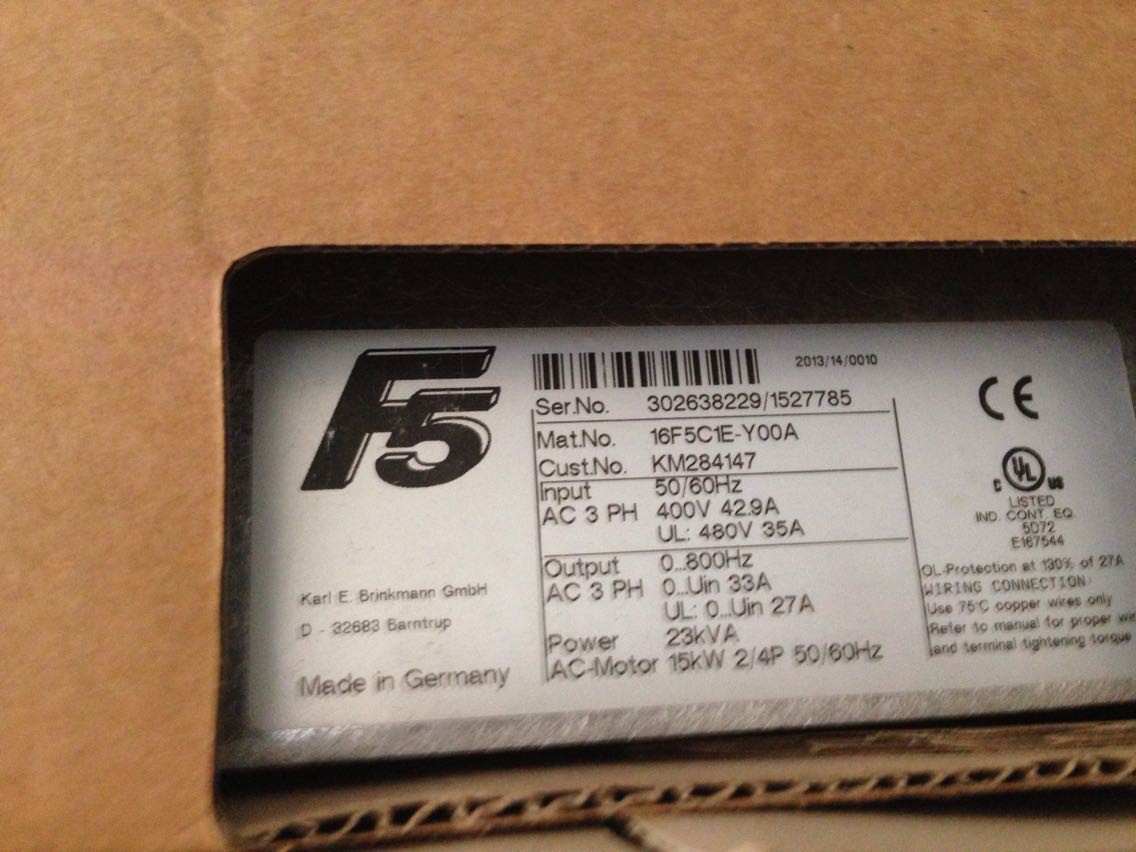 F5
2013/14/0010
Ser.No. 302638229/1527785
Mat.No. 16F5C1E-Y00A
Cust.No. KM284147
Input 50/60Hz
AC 3 PH 400V 42.9A
UL: 480V 35A
Output 0...800Hz
AC 3 PH 0...Uin 33A
UL: 0...Uin 27A
Power 23kVA
AC-Motor 15kW 2/4P 50/60Hz
Karl E. Brinkmann GmbH
D - 32683 Barntrup
Made in Germany
CE
C UL US
LISTED
IND. CONT. EQ.
5D72
E167544
OL-Protection at 130% of 27A
WIRING CONNECTION:
Use 75°C copper wires only
Refer to manual for proper
and terminal tightening torque